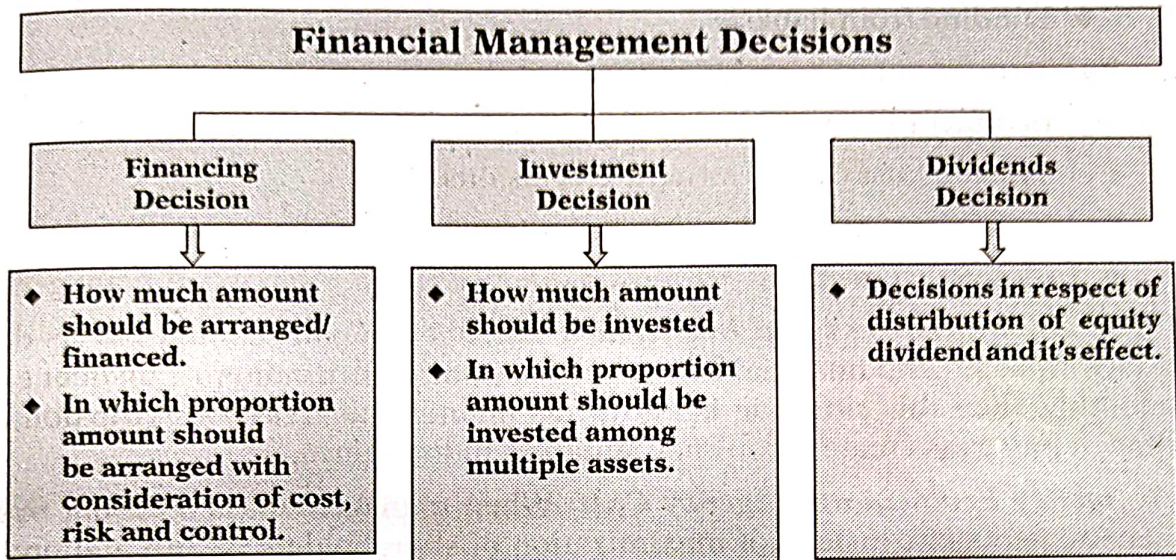 Financial Management Decisions
Financing
Decision
◆ How much amount
should be arranged/
financed.
◆ In which proportion
amount should
be arranged with
consideration of cost,
risk and control.
Investment
Decision
◆ How much amount
should be invested
◆ In which proportion
amount should be
invested among
multiple assets.
Dividends
Decision
◆ Decisions in respect of
distribution of equity
dividend and it's effect.